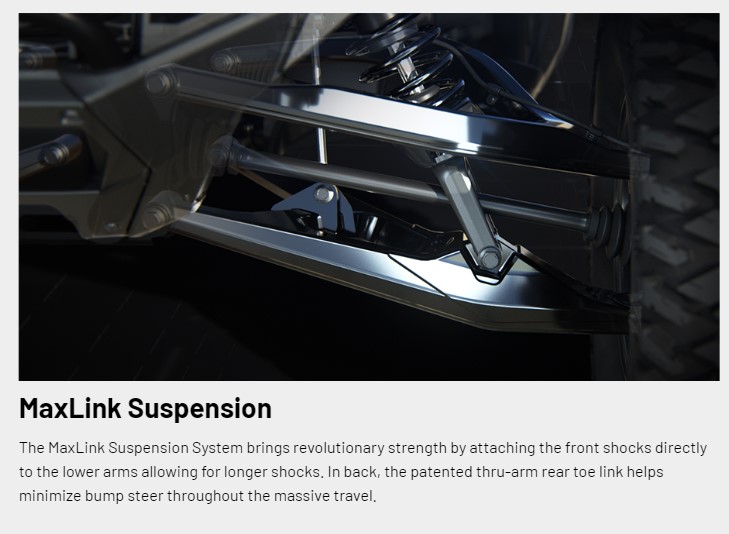 MaxLink Suspension
The MaxLink Suspension System brings revolutionary strength by attaching the front shocks directly
to the lower arms allowing for longer shocks. In back, the patented thru-arm rear toe link helps
minimize bump steer throughout the massive travel.